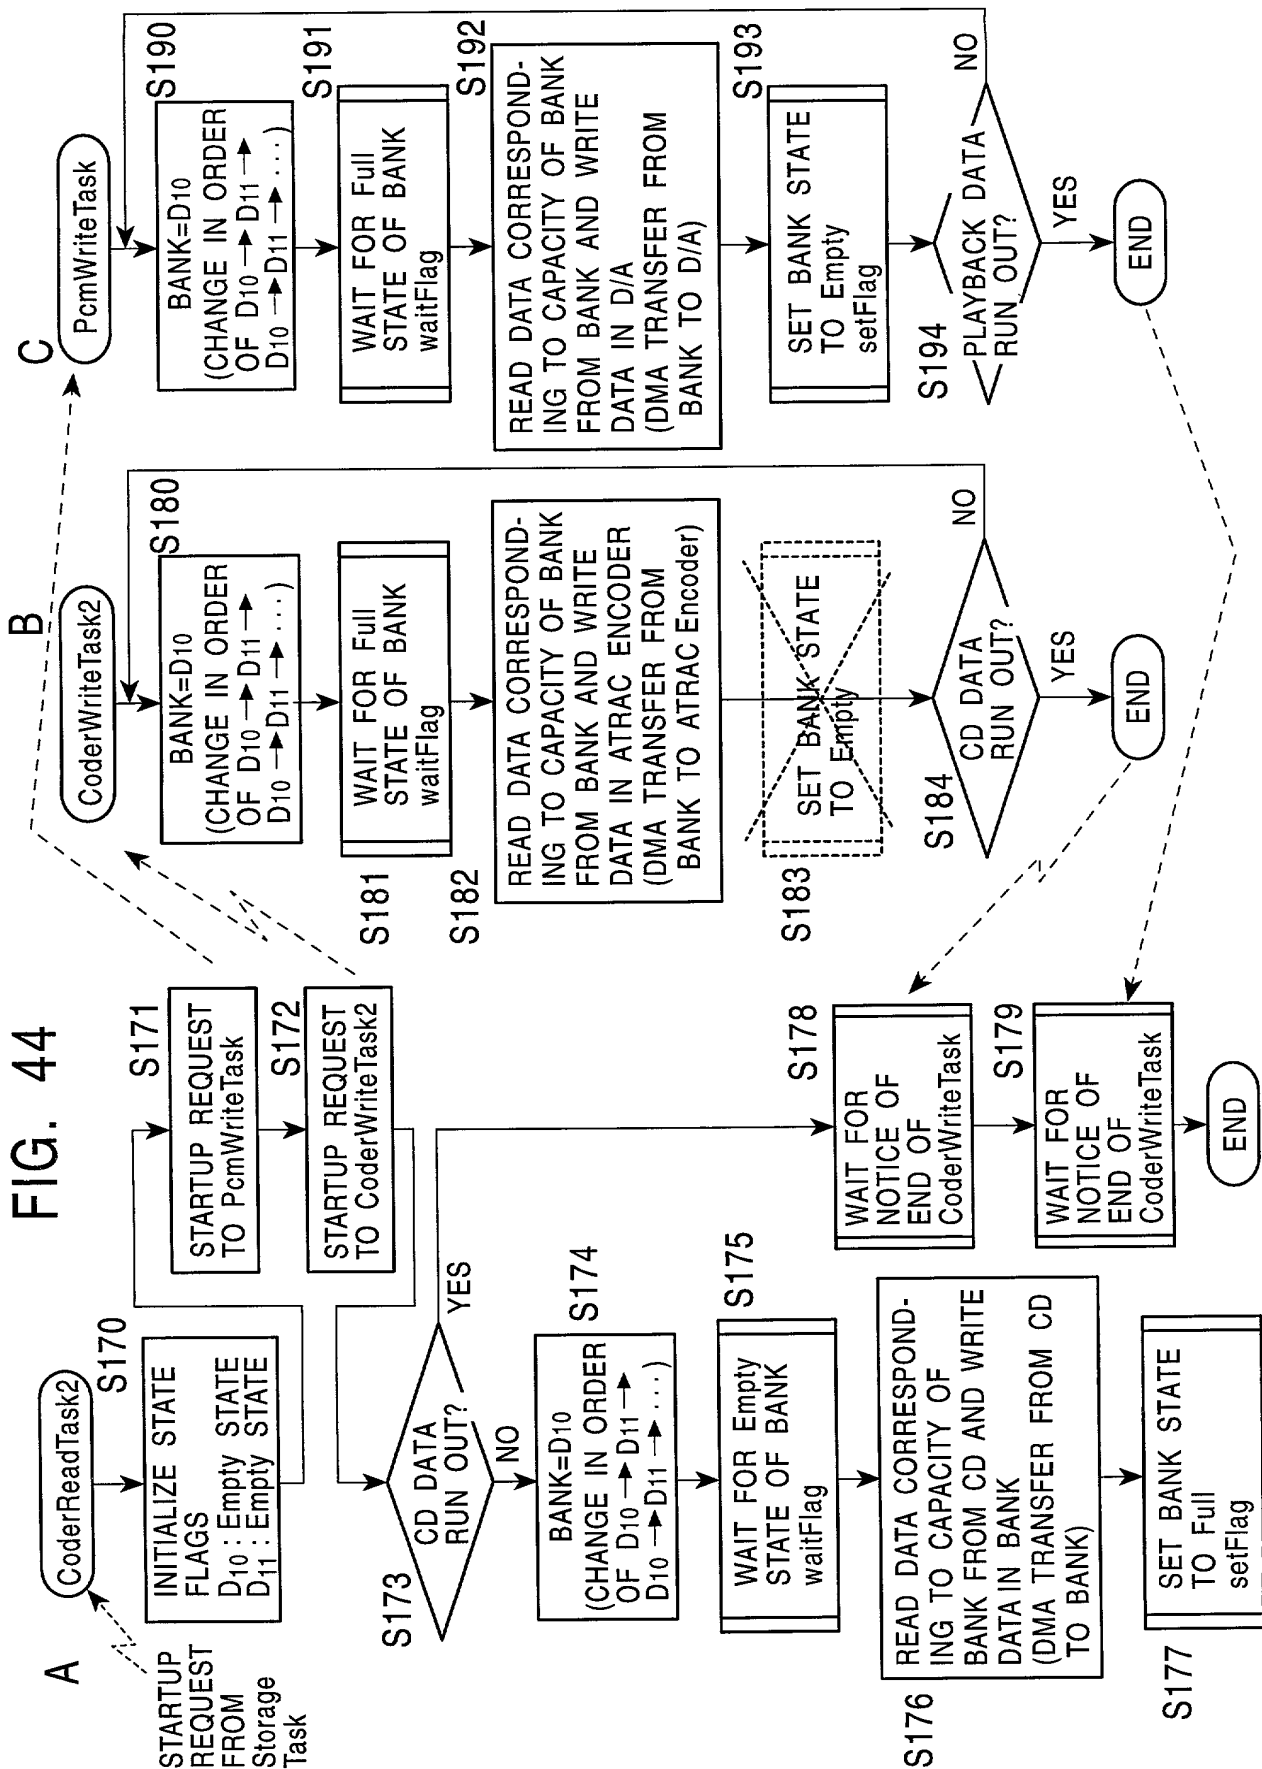 FIG. 44
A
STARTUP
REQUEST
FROM
Storage
Task
CoderReadTask2
S170
INITIALIZE STATE
FLAGS
D10 : Empty STATE
D11 : Empty STATE
S171
STARTUP REQUEST
TO PcmWriteTask
S172
STARTUP REQUEST
TO CoderWriteTask2
S173
CD DATA
RUN OUT?
YES
NO
S174
BANK=D10
(CHANGE IN ORDER
OF D10 → D11 →
D10 → D11 → ···)
S175
WAIT FOR Empty
STATE OF BANK
waitFlag
S176
READ DATA CORRESPOND-
ING TO CAPACITY OF
BANK FROM CD AND WRITE
DATA IN BANK
(DMA TRANSFER FROM CD
TO BANK)
S177
SET BANK STATE
TO Full
setFlag
S178
WAIT FOR
NOTICE OF
END OF
CoderWriteTask
S179
WAIT FOR
NOTICE OF
END OF
CoderWriteTask
END
B
CoderWriteTask2
S180
BANK=D10
(CHANGE IN ORDER
OF D10 → D11 →
D10 → D11 → ···)
S181
WAIT FOR Full
STATE OF BANK
waitFlag
S182
READ DATA CORRESPOND-
ING TO CAPACITY OF BANK
FROM BANK AND WRITE
DATA IN ATRAC ENCODER
(DMA TRANSFER FROM
BANK TO ATRAC Encoder)
S183
SET BANK STATE
TO Empty
S184
CD DATA
RUN OUT?
NO
YES
END
C
PcmWriteTask
S190
BANK=D10
(CHANGE IN ORDER
OF D10 → D11 →
D10 → D11 → ····)
S191
WAIT FOR Full
STATE OF BANK
waitFlag
S192
READ DATA CORRESPOND-
ING TO CAPACITY OF BANK
FROM BANK AND WRITE
DATA IN D/A
(DMA TRANSFER FROM
BANK TO D/A)
S193
SET BANK STATE
TO Empty
setFlag
S194
PLAYBACK DATA
RUN OUT?
NO
YES
END